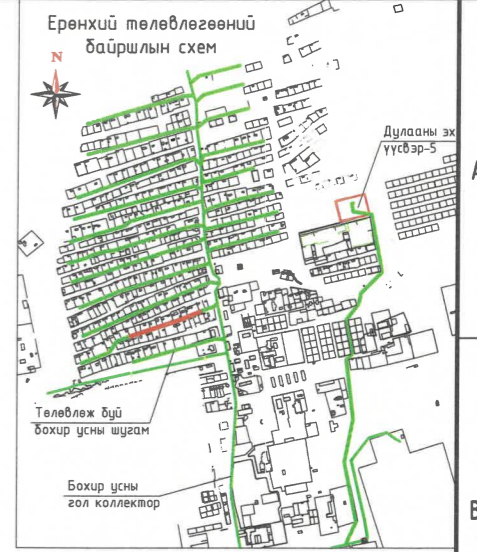 Ерөнхий төлөвлөгөөний
байршлын схем
N
Дулааны эх
үүсвэр-5
Төлөвлөж буй
бохир усны шугам
Бохир усны
гол коллектор